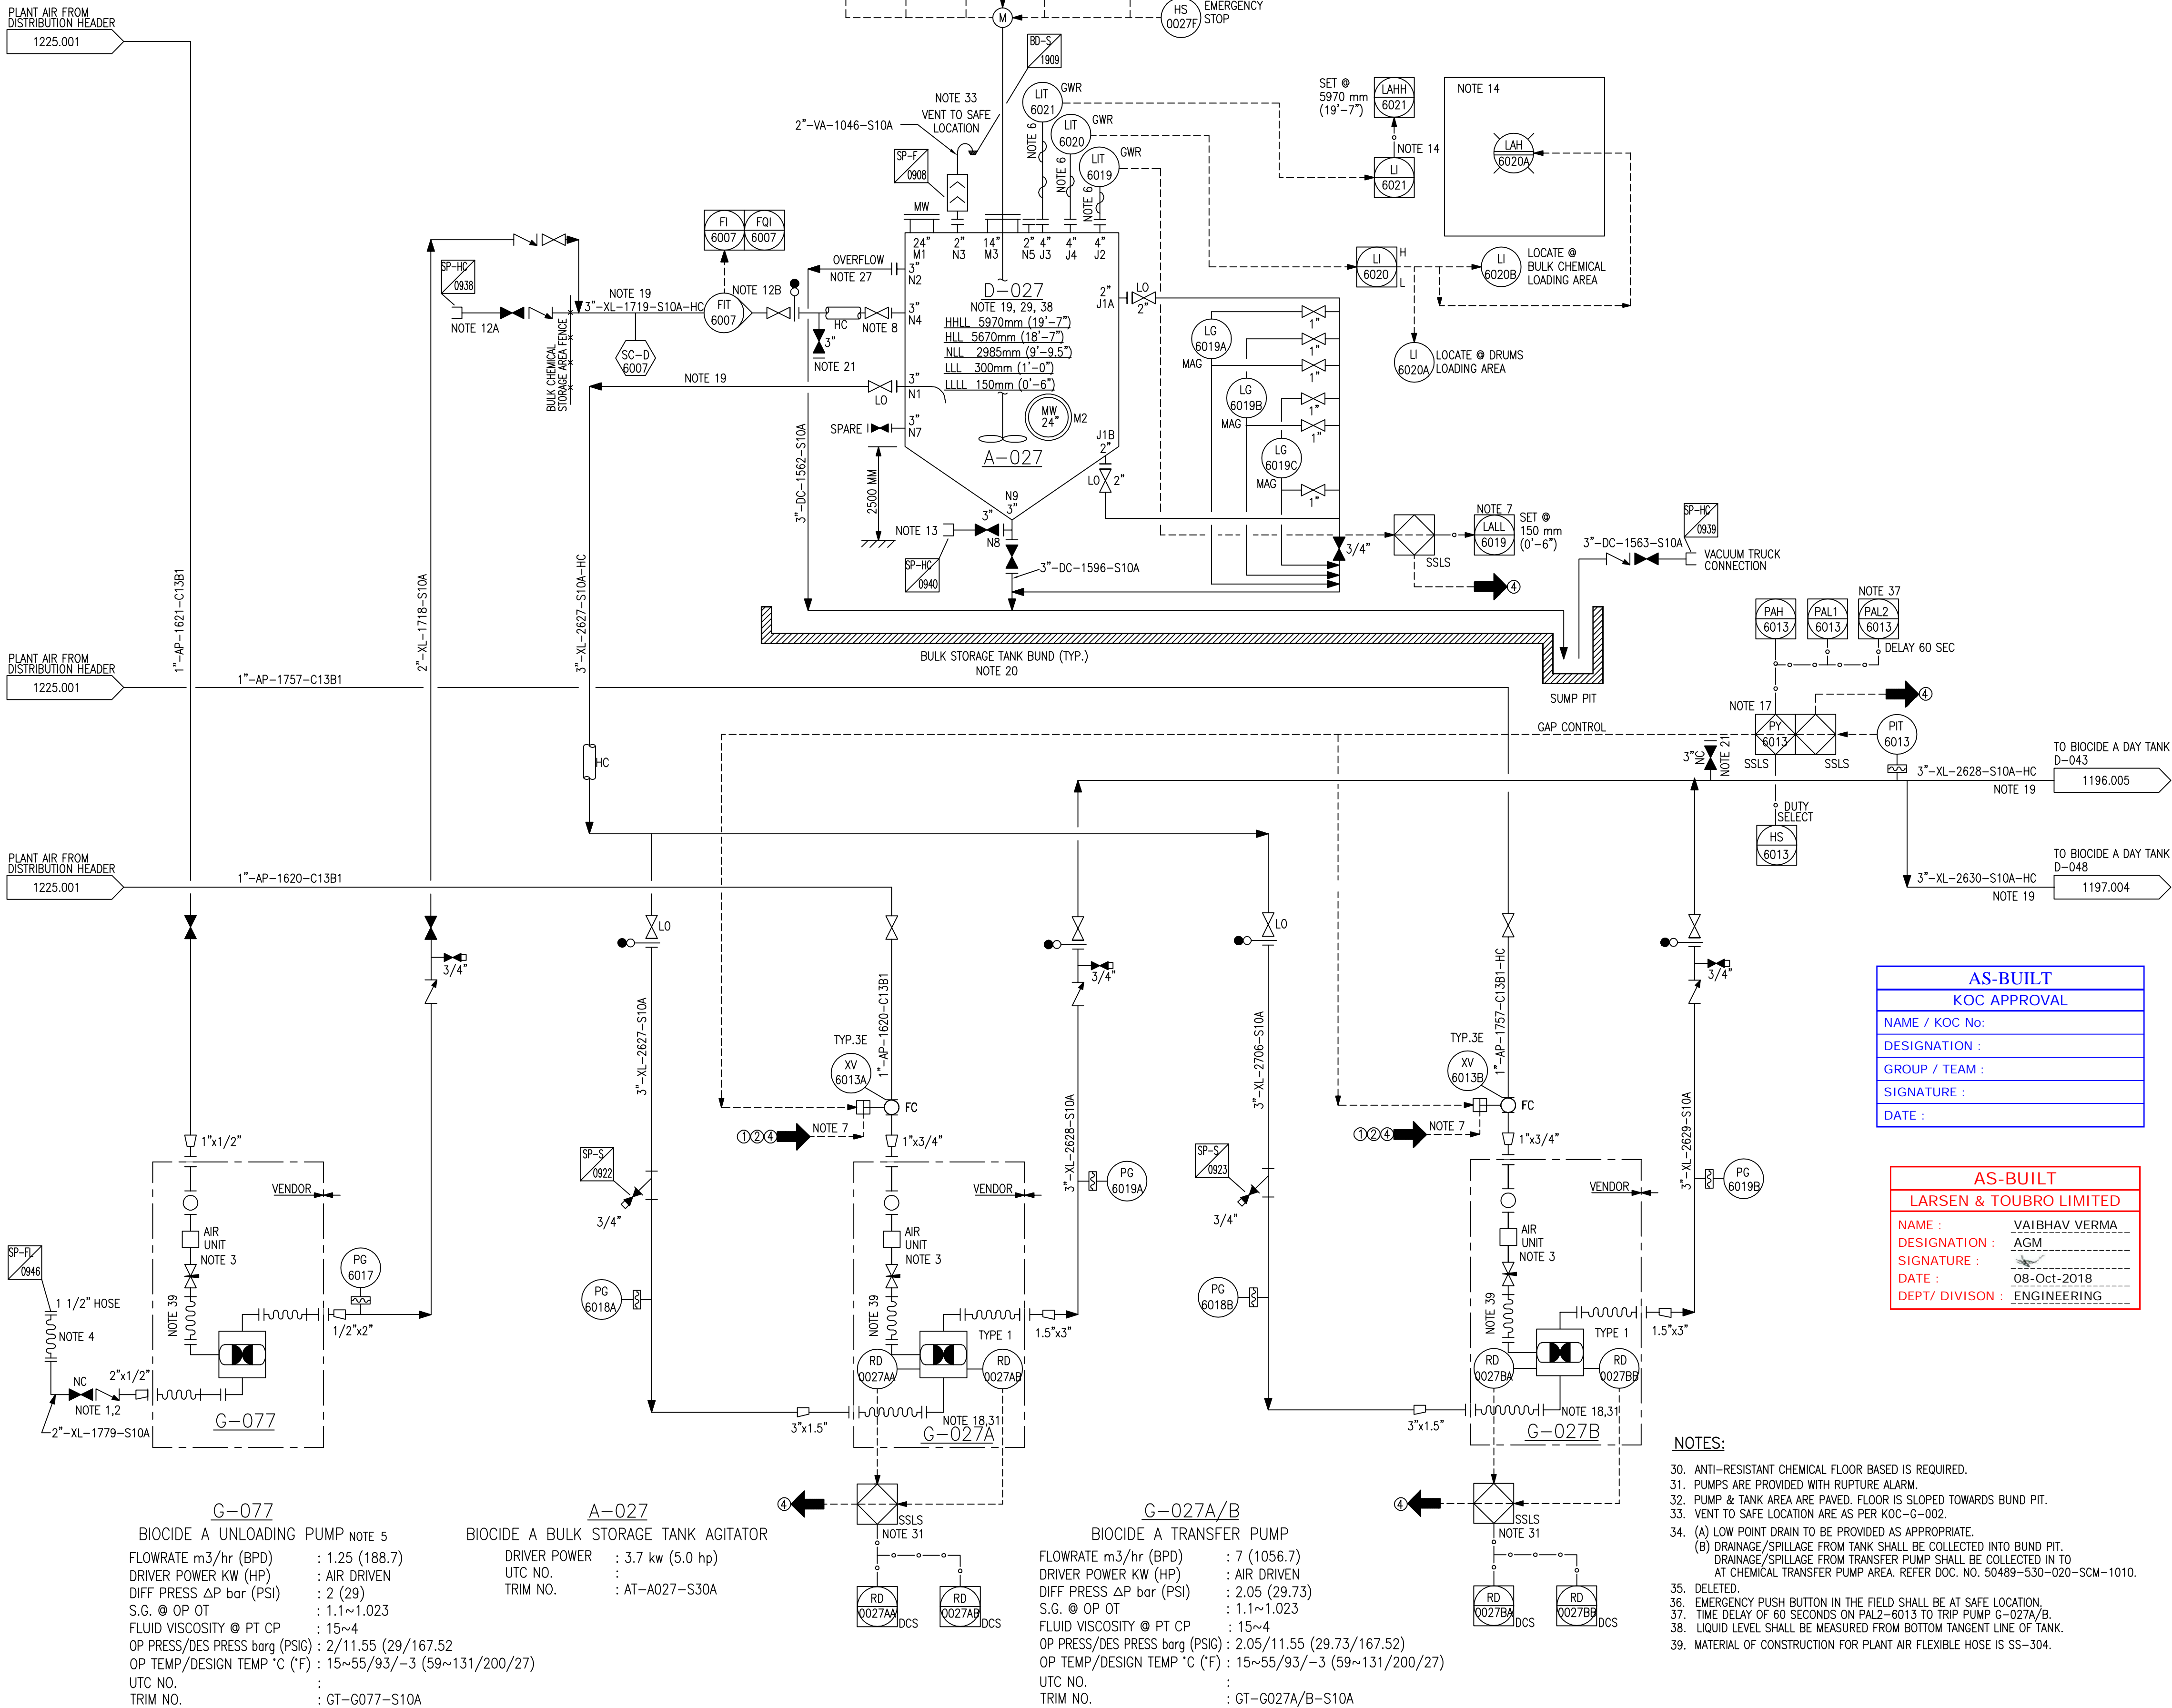 PLANT AIR FROM
DISTRIBUTION HEADER
1225.001
M
HS
0027F
EMERGENCY
STOP
BD-S
1909
NOTE 33
VENT TO SAFE
LOCATION
2"-VA-1046-S10A
SP-F
0908
LIT
6021
GWR
LIT
6020
GWR
LIT
6019
GWR
NOTE 6
NOTE 6
NOTE 6
SET @
5970 mm
(19'-7")
LAHH
6021
NOTE 14
LI
6021
NOTE 14
LAH
6020A
LI
6020
H
L
LI
6020B
LOCATE @
BULK CHEMICAL
LOADING AREA
LI
6020A
LOCATE @ DRUMS
LOADING AREA
MW
24"
M1
2"
N3
14"
M3
2"
N5
4"
J3
4"
J4
4"
J2
FI
6007
FQI
6007
OVERFLOW
NOTE 27
3"
N2
SP-HC
0938
NOTE 12A
NOTE 19
3"-XL-1719-S10A-HC
FIT
6007
NOTE 12B
HC
NOTE 8
3"
N4
3"
NOTE 21
SC-D
6007
BULK CHEMICAL
STORAGE AREA FENCE
NOTE 19
LO
3"
N1
SPARE
3"
N7
D-027
NOTE 19, 29, 38
HHLL 5970mm (19'-7")
HLL 5670mm (18'-7")
NLL 2985mm (9'-9.5")
LLL 300mm (1'-0")
LLLL 150mm (0'-6")
MW
24"
M2
A-027
2"
J1A
LO
2"
J1B
2"
LO
2"
LG
6019A
MAG
LG
6019B
MAG
LG
6019C
MAG
1"
1"
1"
1"
1"
1"
2500 MM
N9
3"
3"
NOTE 13
N8
SP-HC
0940
3"-DC-1596-S10A
3/4"
SSLS
NOTE 7
LALL
6019
SET @
150 mm
(0'-6")
4
3"-DC-1563-S10A
SP-HC
0939
VACUUM TRUCK
CONNECTION
1"-AP-1621-C13B1
2"-XL-1718-S10A
3"-XL-2627-S10A-HC
3"-DC-1562-S10A
BULK STORAGE TANK BUND (TYP.)
NOTE 20
SUMP PIT
NOTE 37
PAH
6013
PAL1
6013
PAL2
6013
DELAY 60 SEC
PLANT AIR FROM
DISTRIBUTION HEADER
1225.001
1"-AP-1757-C13B1
4
NOTE 17
GAP CONTROL
PY
6013
SSLS
SSLS
PIT
6013
3"
NC
NOTE 21
HC
3"-XL-2628-S10A-HC
NOTE 19
TO BIOCIDE A DAY TANK
D-043
1196.005
DUTY
SELECT
HS
6013
TO BIOCIDE A DAY TANK
D-048
3"-XL-2630-S10A-HC
1197.004
NOTE 19
PLANT AIR FROM
DISTRIBUTION HEADER
1225.001
1"-AP-1620-C13B1
3/4"
LO
3/4"
LO
3/4"
3"-XL-2627-S10A
1"-AP-1620-C13B1
3"-XL-2628-S10A
3"-XL-2706-S10A
1"-AP-1757-C13B1-HC
3"-XL-2629-S10A
TYP.3E
XV
6013A
FC
1 2 4
NOTE 7
1"x3/4"
TYP.3E
XV
6013B
FC
1 2 4
NOTE 7
1"x3/4"
1"x1/2"
SP-S
0922
3/4"
SP-S
0923
3/4"
PG
6019A
PG
6019B
VENDOR
VENDOR
VENDOR
AIR
UNIT
NOTE 3
NOTE 39
AIR
UNIT
NOTE 3
NOTE 39
AIR
UNIT
NOTE 3
NOTE 39
SP-FL
0946
1 1/2" HOSE
NOTE 4
NC
2"x1/2"
NOTE 1,2
2"-XL-1779-S10A
G-077
PG
6017
1/2"x2"
PG
6018A
PG
6018B
TYPE 1
1.5"x3"
RD
0027AA
RD
0027AB
3"x1.5"
NOTE 18,31
G-027A
TYPE 1
1.5"x3"
RD
0027BA
RD
0027BB
3"x1.5"
NOTE 18,31
G-027B
4
SSLS
NOTE 31
RD
0027AA
DCS
RD
0027AB
DCS
4
SSLS
NOTE 31
RD
0027BA
DCS
RD
0027BB
DCS
AS-BUILT
KOC APPROVAL
NAME / KOC No:
DESIGNATION :
GROUP / TEAM :
SIGNATURE :
DATE :
AS-BUILT
LARSEN & TOUBRO LIMITED
NAME : VAIBHAV VERMA
DESIGNATION : AGM
SIGNATURE :
DATE : 08-Oct-2018
DEPT/ DIVISON : ENGINEERING
G-077
BIOCIDE A UNLOADING PUMP NOTE 5
FLOWRATE m3/hr (BPD) : 1.25 (188.7)
DRIVER POWER KW (HP) : AIR DRIVEN
DIFF PRESS △P bar (PSI) : 2 (29)
S.G. @ OP OT : 1.1~1.023
FLUID VISCOSITY @ PT CP : 15~4
OP PRESS/DES PRESS barg (PSIG) : 2/11.55 (29/167.52
OP TEMP/DESIGN TEMP °C (°F) : 15~55/93/-3 (59~131/200/27)
UTC NO. :
TRIM NO. : GT-G077-S10A
A-027
BIOCIDE A BULK STORAGE TANK AGITATOR
DRIVER POWER : 3.7 kw (5.0 hp)
UTC NO. :
TRIM NO. : AT-A027-S30A
G-027A/B
BIOCIDE A TRANSFER PUMP
FLOWRATE m3/hr (BPD) : 7 (1056.7)
DRIVER POWER KW (HP) : AIR DRIVEN
DIFF PRESS △P bar (PSI) : 2.05 (29.73)
S.G. @ OP OT : 1.1~1.023
FLUID VISCOSITY @ PT CP : 15~4
OP PRESS/DES PRESS barg (PSIG) : 2.05/11.55 (29.73/167.52)
OP TEMP/DESIGN TEMP °C (°F) : 15~55/93/-3 (59~131/200/27)
UTC NO. :
TRIM NO. : GT-G027A/B-S10A
NOTES:
30. ANTI-RESISTANT CHEMICAL FLOOR BASED IS REQUIRED.
31. PUMPS ARE PROVIDED WITH RUPTURE ALARM.
32. PUMP & TANK AREA ARE PAVED. FLOOR IS SLOPED TOWARDS BUND PIT.
33. VENT TO SAFE LOCATION ARE AS PER KOC-G-002.
34. (A) LOW POINT DRAIN TO BE PROVIDED AS APPROPRIATE.
(B) DRAINAGE/SPILLAGE FROM TANK SHALL BE COLLECTED INTO BUND PIT.
DRAINAGE/SPILLAGE FROM TRANSFER PUMP SHALL BE COLLECTED IN TO
AT CHEMICAL TRANSFER PUMP AREA. REFER DOC. NO. 50489-530-020-SCM-1010.
35. DELETED.
36. EMERGENCY PUSH BUTTON IN THE FIELD SHALL BE AT SAFE LOCATION.
37. TIME DELAY OF 60 SECONDS ON PAL2-6013 TO TRIP PUMP G-027A/B.
38. LIQUID LEVEL SHALL BE MEASURED FROM BOTTOM TANGENT LINE OF TANK.
39. MATERIAL OF CONSTRUCTION FOR PLANT AIR FLEXIBLE HOSE IS SS-304.